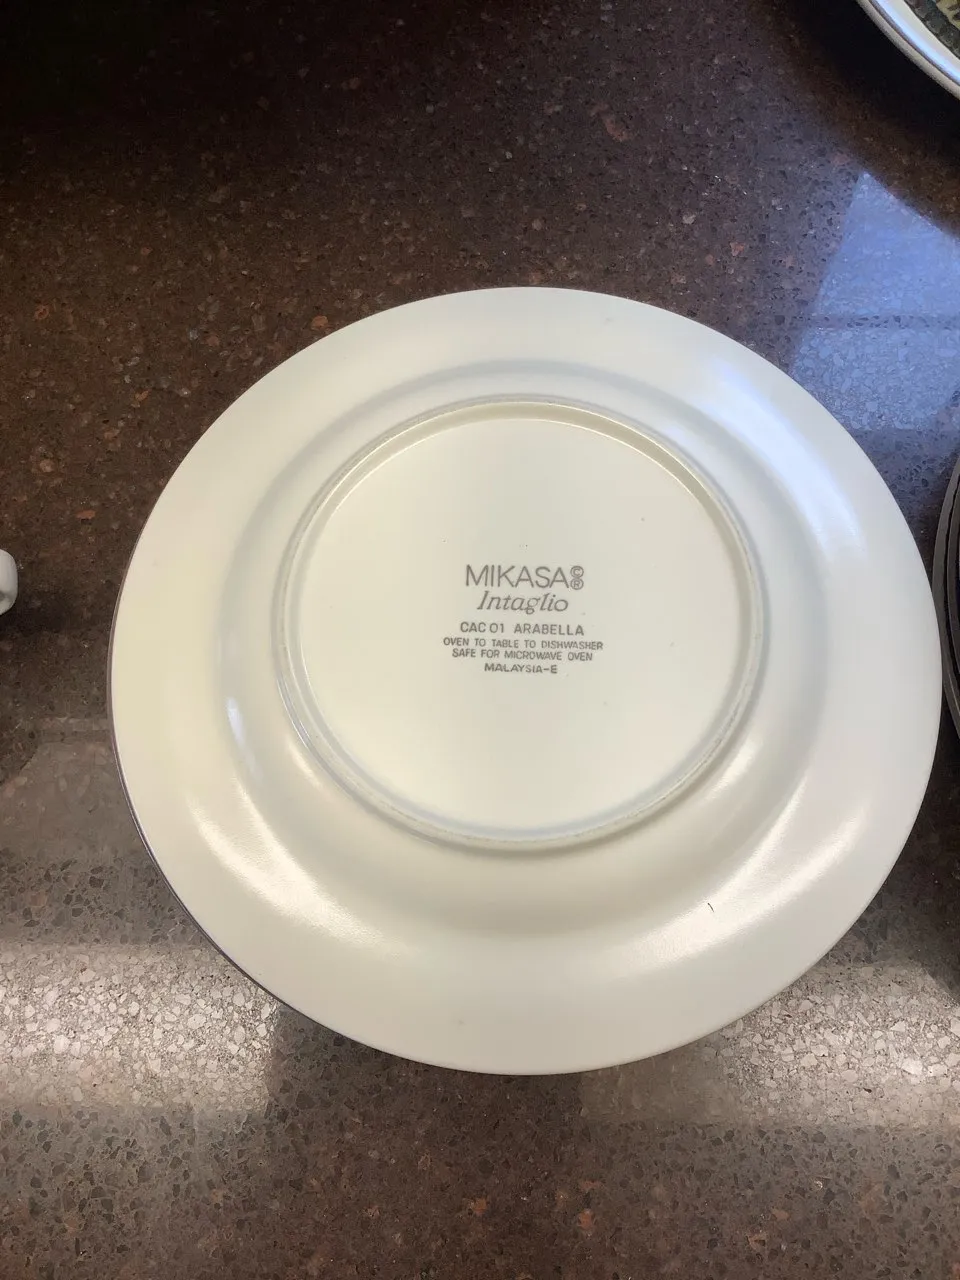 MIKASA©®
Intaglio
CAC 01 ARABELLA
OVEN TO TABLE TO DISHWASHER
SAFE FOR MICROWAVE OVEN
MALAYSIA-E